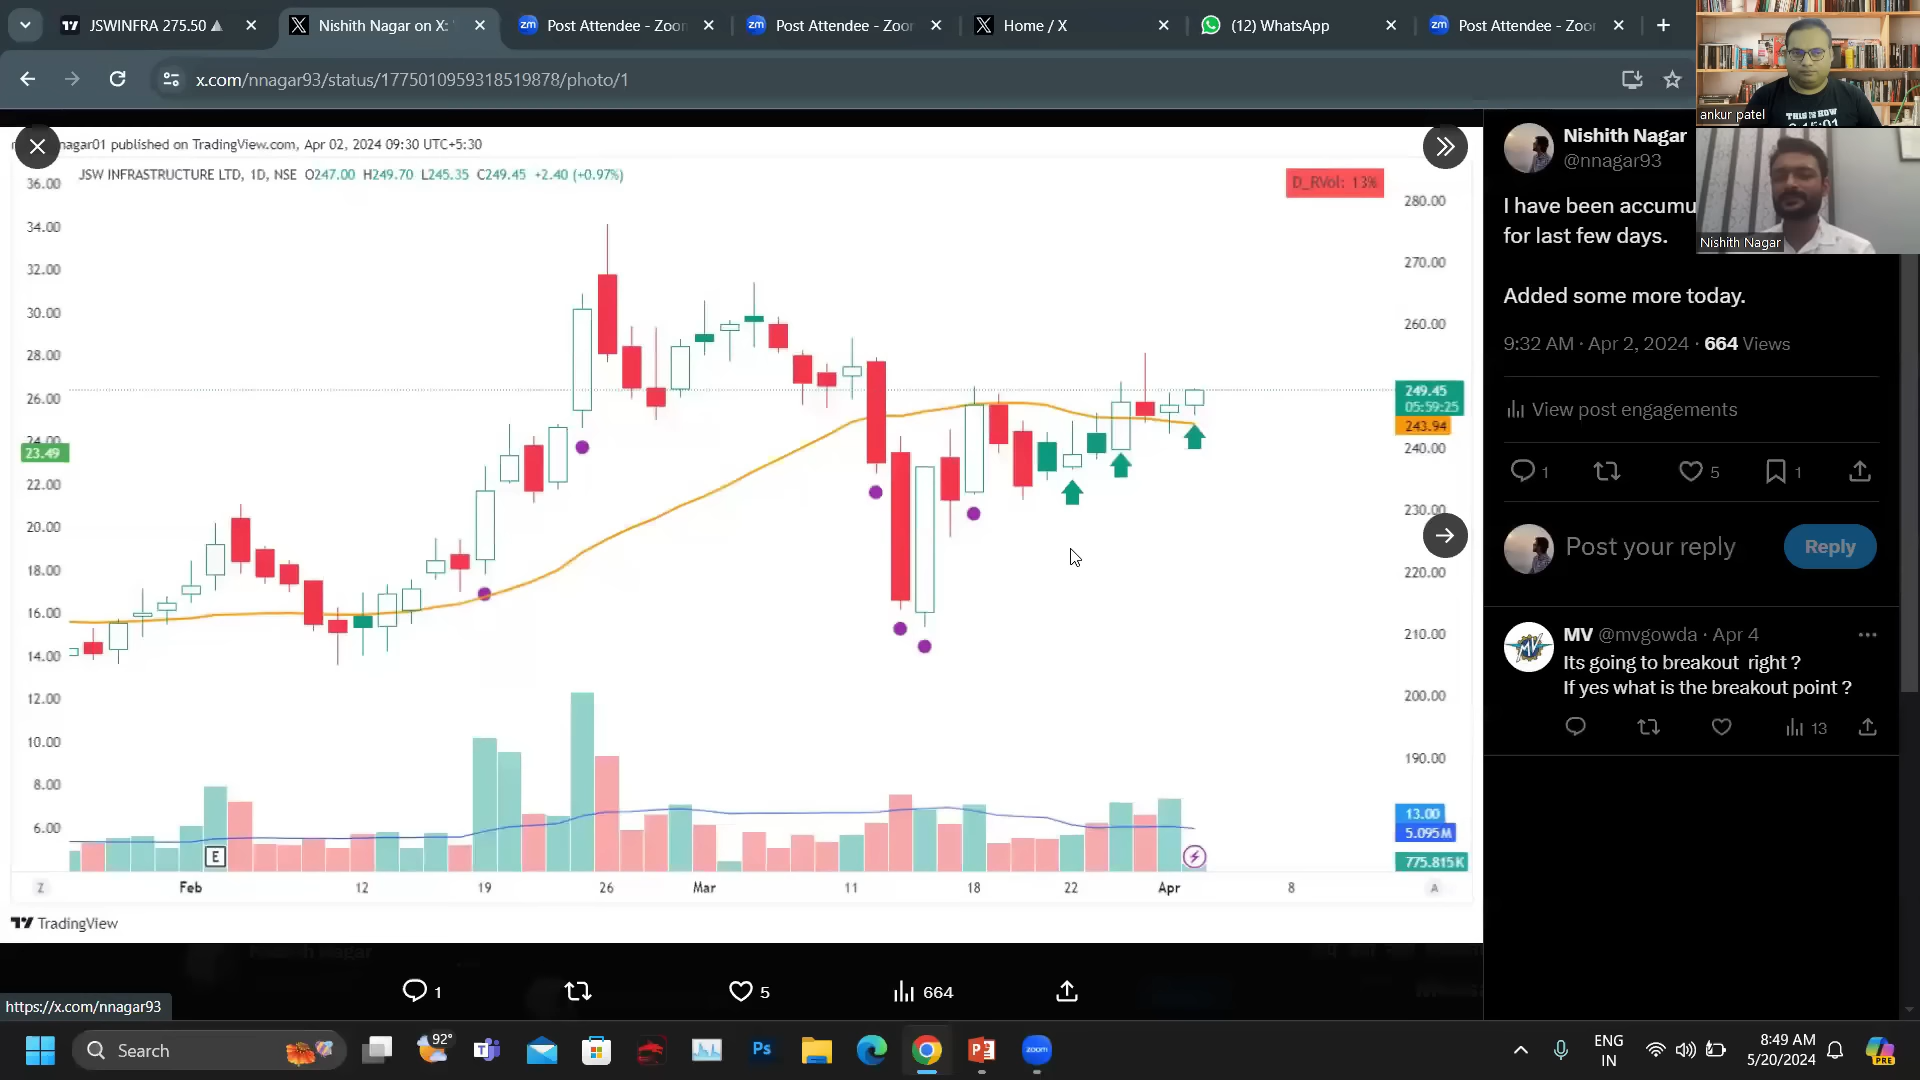 JSWINFRA 275.50
Nishith Nagar on X:
Post Attendee - Zoom
Post Attendee - Zoom
Home / X
(12) WhatsApp
Post Attendee - Zoom
x.com/nnagar93/status/1775010959318519878/photo/1
ankur patel
THIS IS HOW
Nishith Nagar
nagar01 published on TradingView.com, Apr 02, 2024 09:30 UTC+5:30
JSW INFRASTRUCTURE LTD, 1D, NSE O247.00 H249.70 L245.35 C249.45 +2.40 (+0.97%)
D_RVol: 13%
36.00
34.00
32.00
30.00
28.00
26.00
24.00
23.49
22.00
20.00
18.00
16.00
14.00
12.00
10.00
8.00
6.00
280.00
270.00
260.00
249.45
05:59:25
243.94
240.00
230.00
220.00
210.00
200.00
190.00
13.00
5.095M
775.815K
E
Z Feb 12 19 26 Mar 11 18 22 Apr 8 A
TradingView
1 5 664
Nishith Nagar
@nnagar93
I have been accumu
for last few days.
Added some more today.
9:32 AM · Apr 2, 2024 · 664 Views
View post engagements
1 5 1
Post your reply
Reply
MV @mvgowda · Apr 4
Its going to breakout right ?
If yes what is the breakout point ?
13
https://x.com/nnagar93
Search
92°
Ps
zoom
ENG
IN
8:49 AM
5/20/2024
PRE